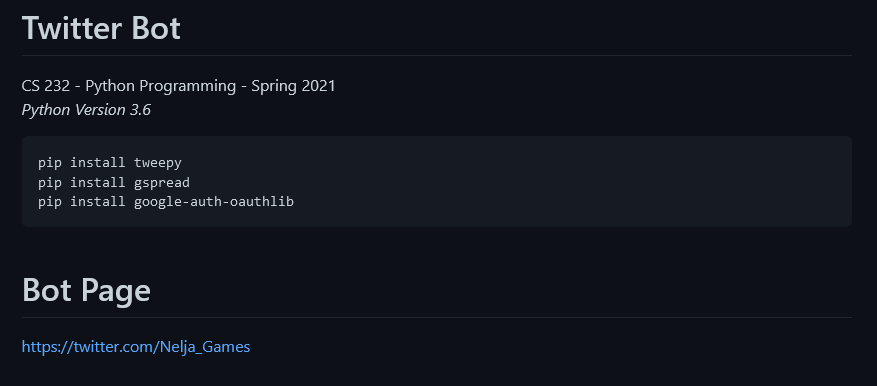 Twitter Bot
CS 232 - Python Programming - Spring 2021
Python Version 3.6
pip install tweepy
pip install gspread
pip install google-auth-oauthlib
Bot Page
https://twitter.com/Nelja_Games